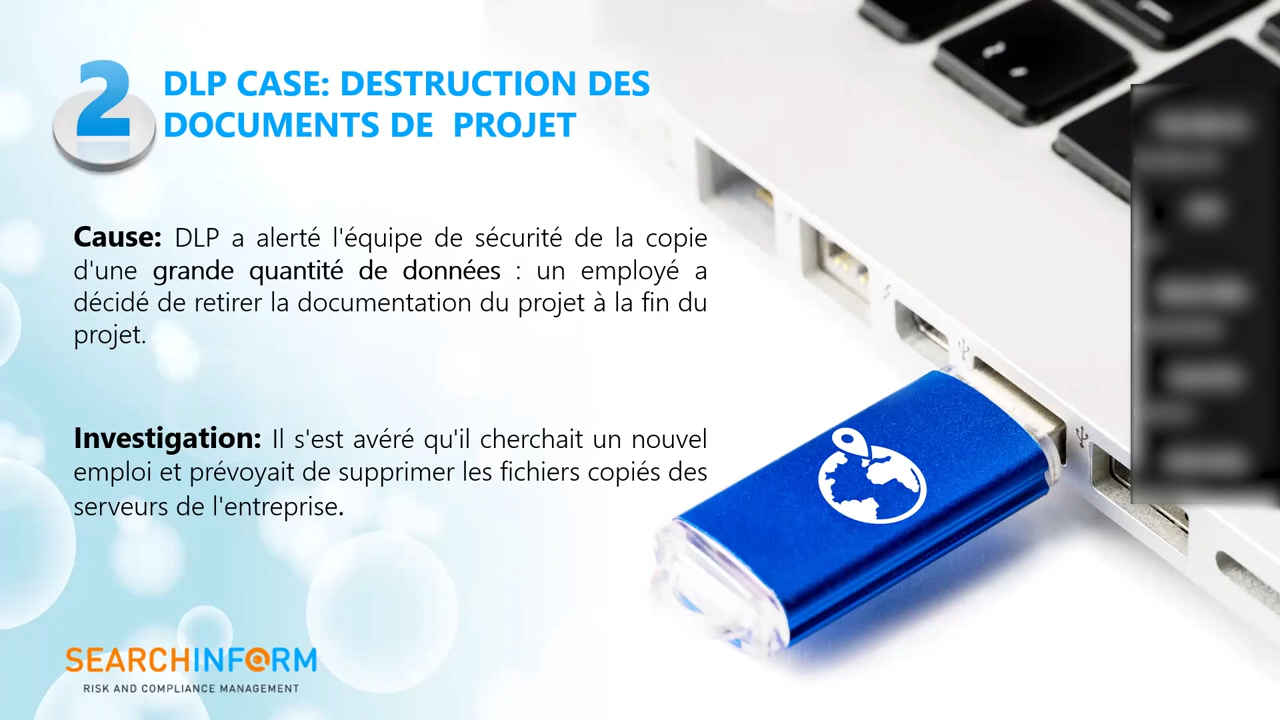 2
DLP CASE: DESTRUCTION DES
DOCUMENTS DE PROJET
Cause: DLP a alerté l'équipe de sécurité de la copie
d'une grande quantité de données : un employé a
décidé de retirer la documentation du projet à la fin du
projet.
Investigation: Il s'est avéré qu'il cherchait un nouvel
emploi et prévoyait de supprimer les fichiers copiés des
serveurs de l'entreprise.
SEARCHINF@RM
RISK AND COMPLIANCE MANAGEMENT